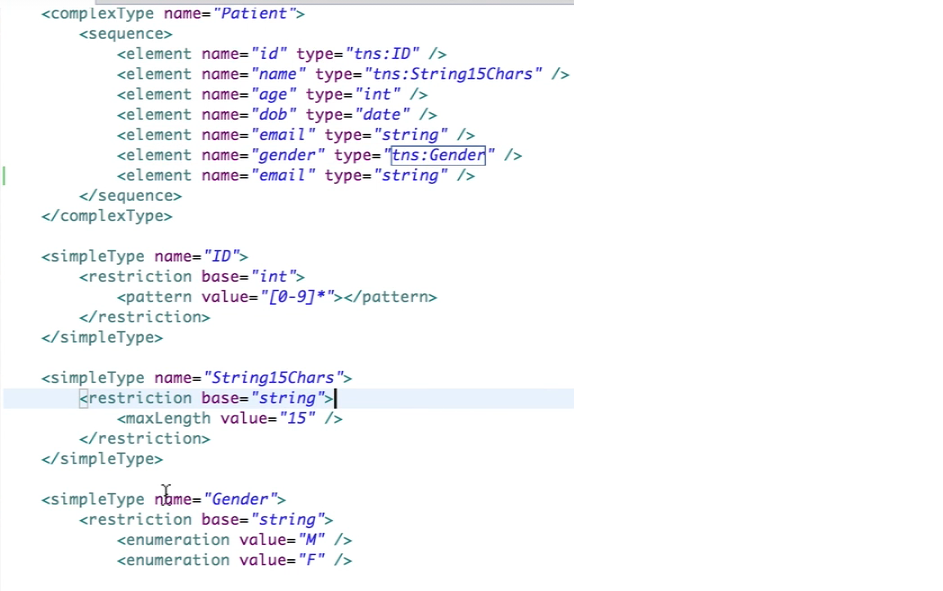 <complexType name="Patient">
<sequence>
<element name="id" type="tns:ID" />
<element name="name" type="tns:String15Chars" />
<element name="age" type="int" />
<element name="dob" type="date" />
<element name="email" type="string" />
<element name="gender" type="tns:Gender" />
<element name="email" type="string" />
</sequence>
</complexType>
<simpleType name="ID">
<restriction base="int">
<pattern value="[0-9]*"></pattern>
</restriction>
</simpleType>
<simpleType name="String15Chars">
<restriction base="string">
<maxLength value="15" />
</restriction>
</simpleType>
<simpleType name="Gender">
<restriction base="string">
<enumeration value="M" />
<enumeration value="F" />